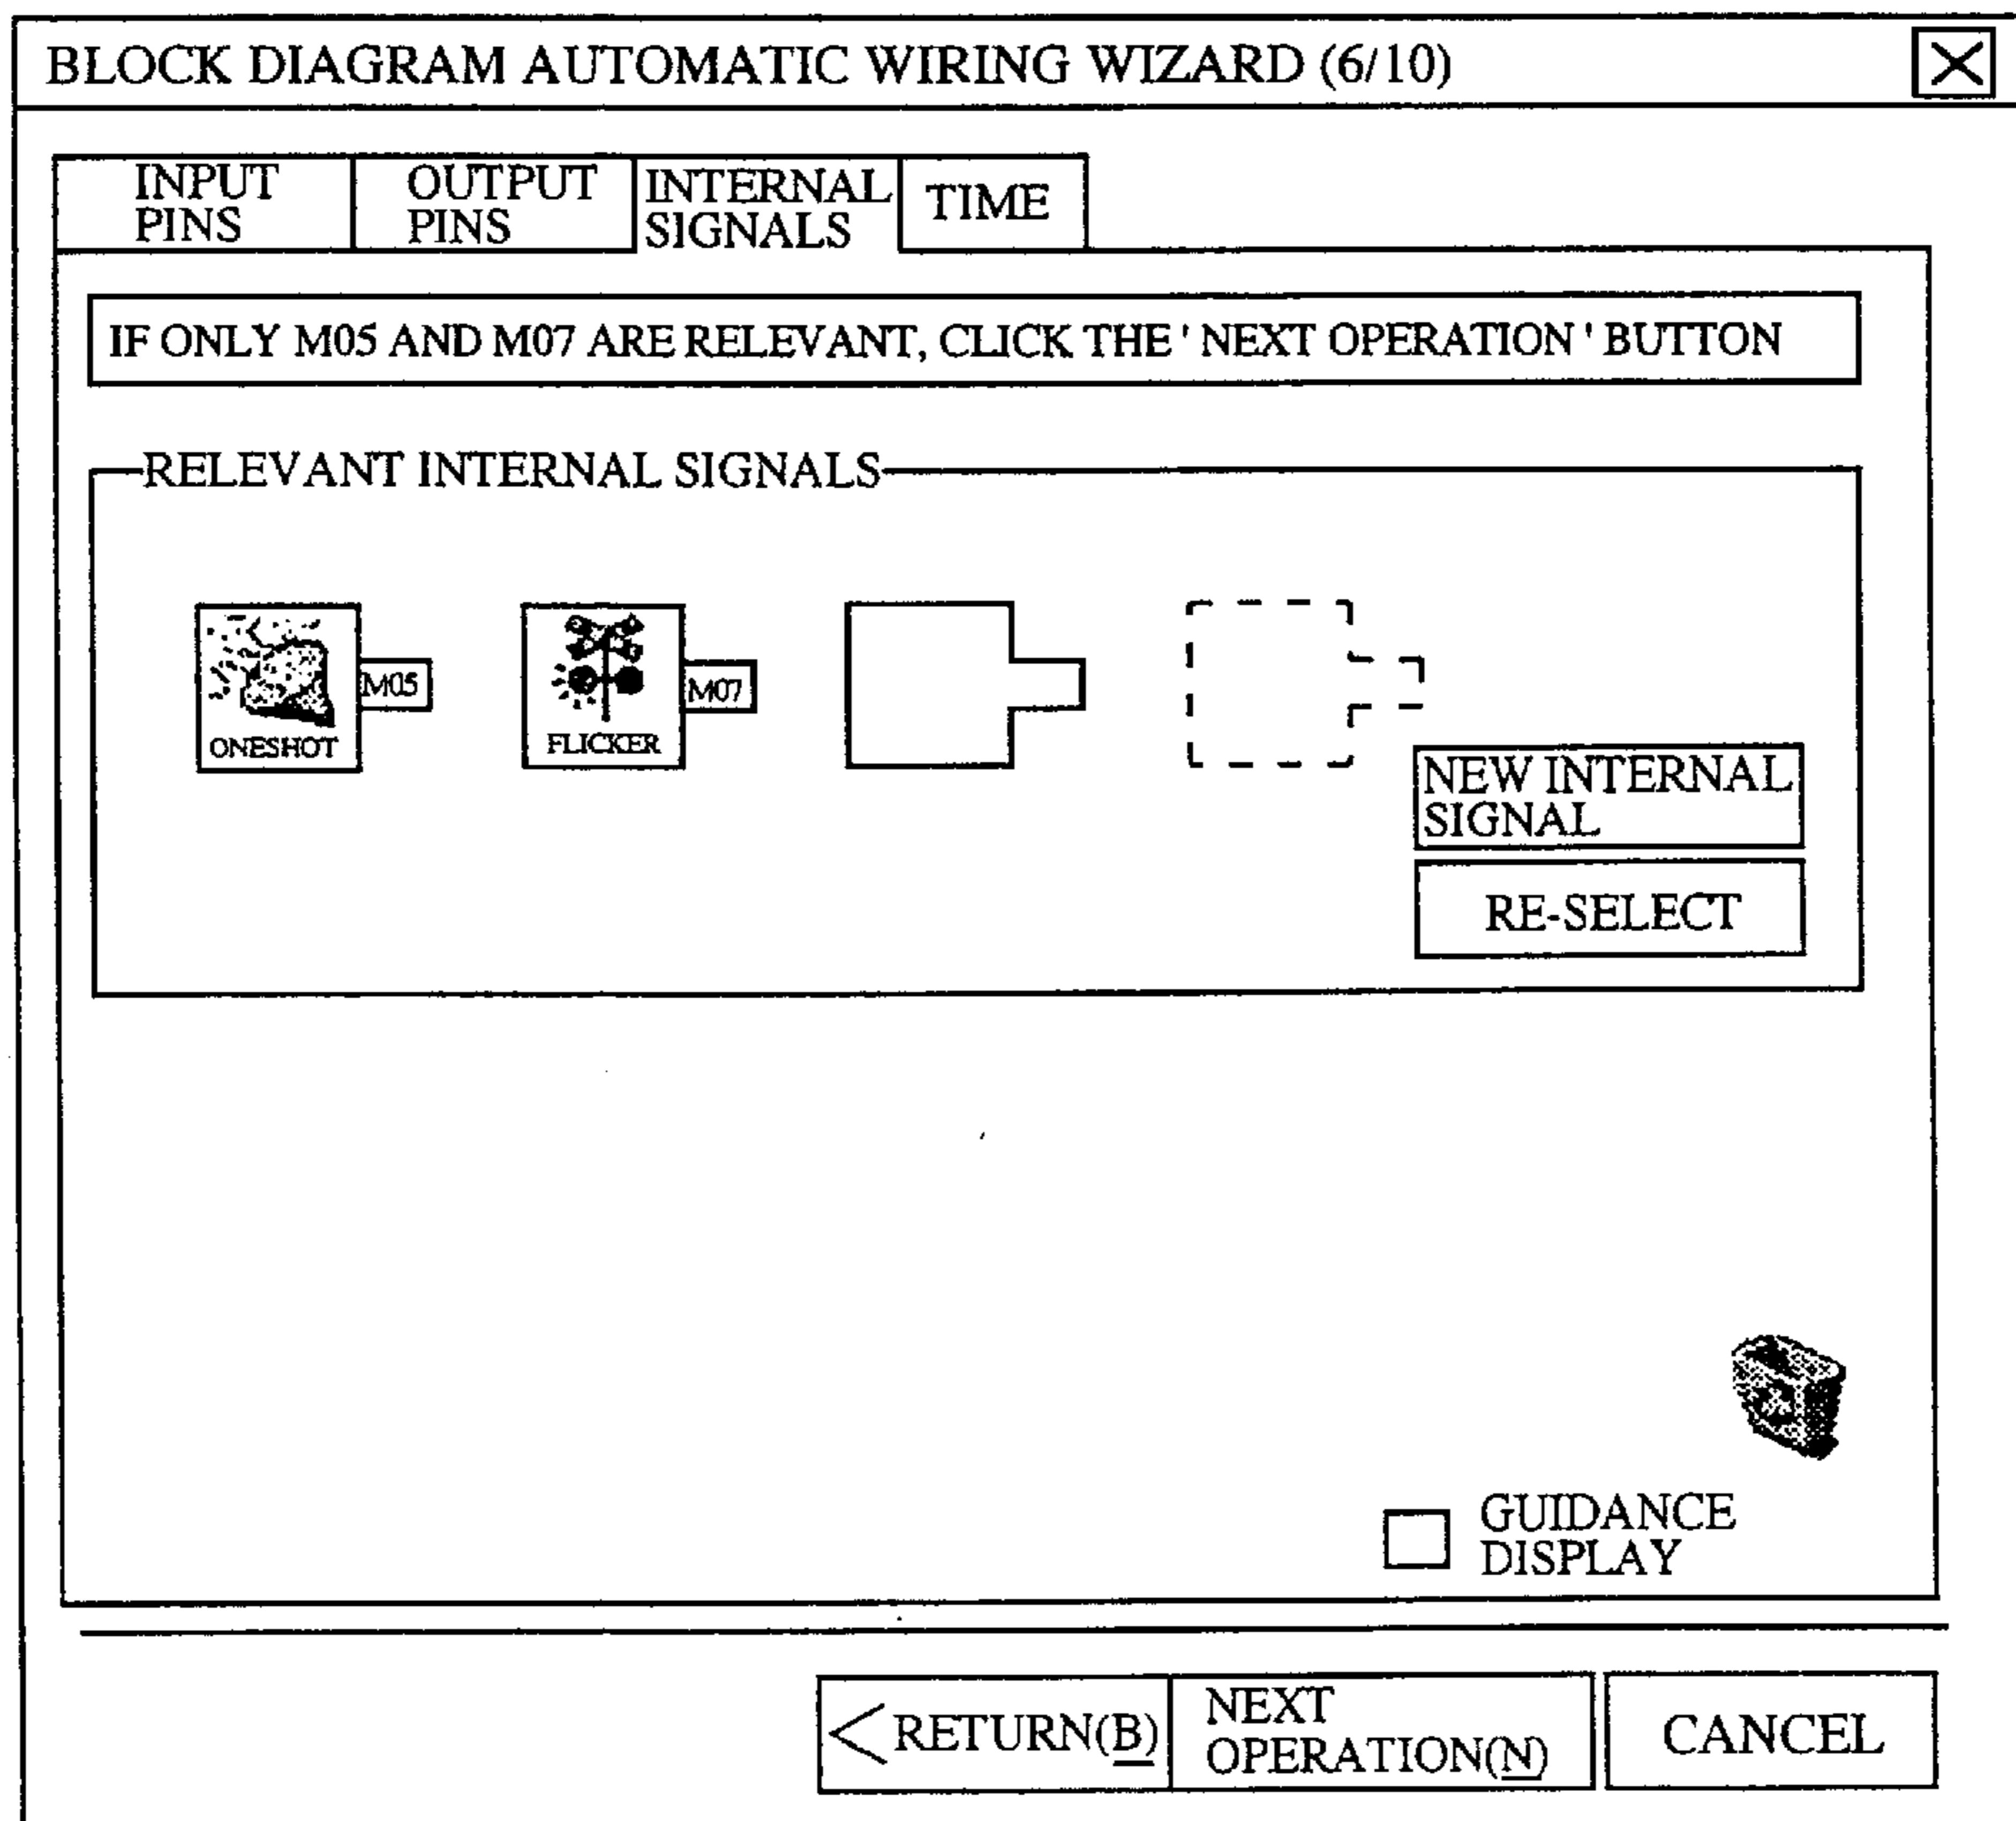 BLOCK DIAGRAM AUTOMATIC WIRING WIZARD (6/10)
INPUT
PINS
OUTPUT
PINS
INTERNAL
SIGNALS
TIME
IF ONLY M05 AND M07 ARE RELEVANT, CLICK THE ' NEXT OPERATION ' BUTTON
RELEVANT INTERNAL SIGNALS
M05
ONESHOT
M07
FLICKER
NEW INTERNAL
SIGNAL
RE-SELECT
GUIDANCE
DISPLAY
RETURN(B)
NEXT
OPERATION(N)
CANCEL